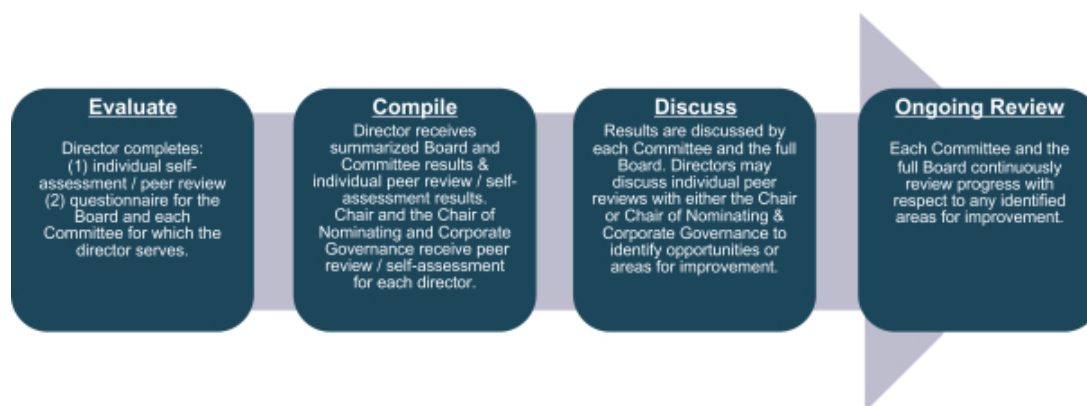 Evaluate
Director completes:
(1) individual self-
assessment / peer review
(2) questionnaire for the
Board and each
Committee for which the
director serves.
Compile
Director receives
summarized Board and
Committee results &
individual peer review / self-
assessment results.
Chair and the Chair of
Nominating and Corporate
Governance receive peer
review / self-assessment
for each director.
Discuss
Results are discussed by
each Committee and the full
Board. Directors may
discuss individual peer
reviews with either the Chair
or Chair of Nominating &
Corporate Governance to
identify opportunities or
areas for improvement.
Ongoing Review
Each Committee and the
full Board continuously
review progress with
respect to any identified
areas for improvement.